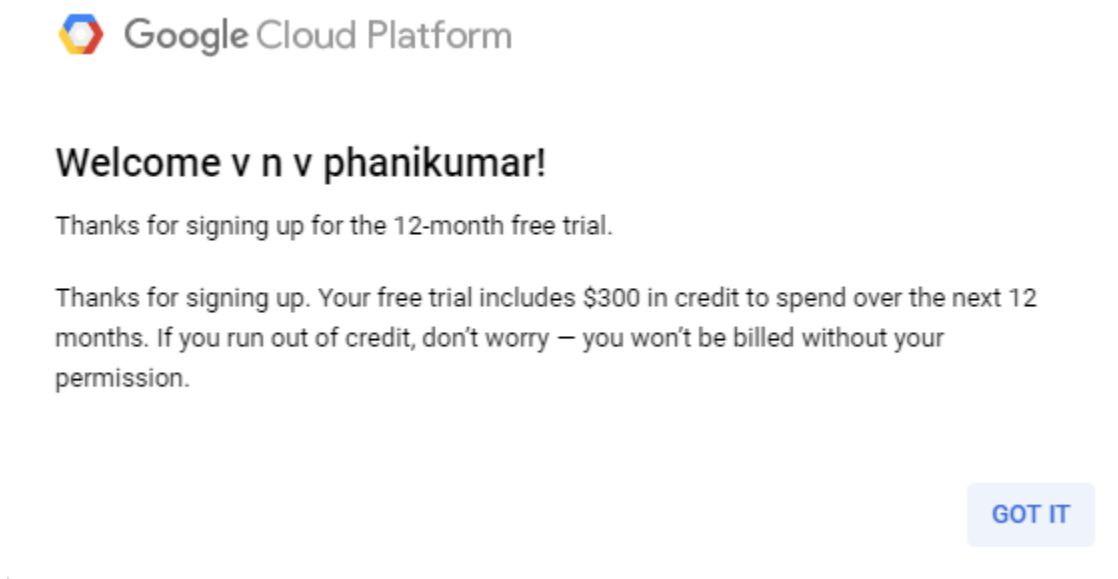 Google Cloud Platform
Welcome v n v phanikumar!
Thanks for signing up for the 12-month free trial.
Thanks for signing up. Your free trial includes $300 in credit to spend over the next 12
months. If you run out of credit, don’t worry — you won’t be billed without your
permission.
GOT IT